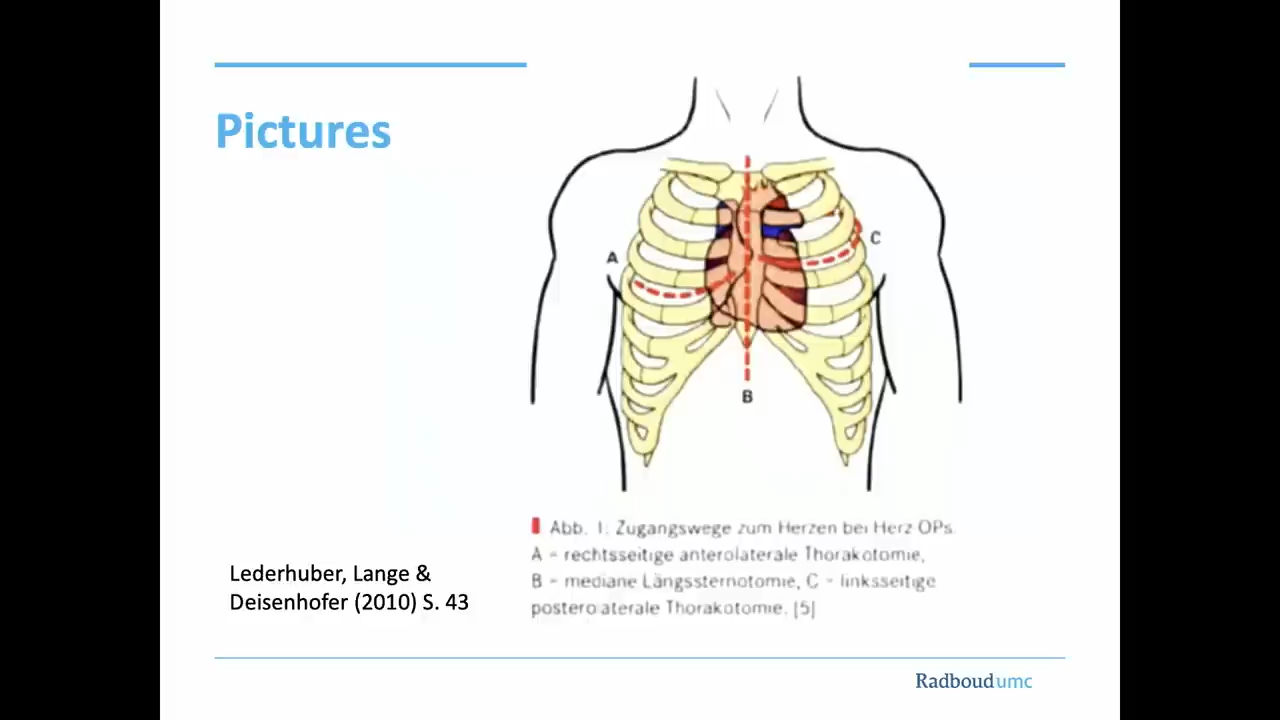 Pictures
A
C
B
Abb. 1: Zugangswege zum Herzen bei Herz OPs.
A - rechtsseitige anterolaterale Thorakotomie,
B - mediane Längssternotomie, C - linksseitige
posterolaterale Thorakotomie. [5]
Lederhuber, Lange &
Deisenhofer (2010) S. 43
Radboudumc